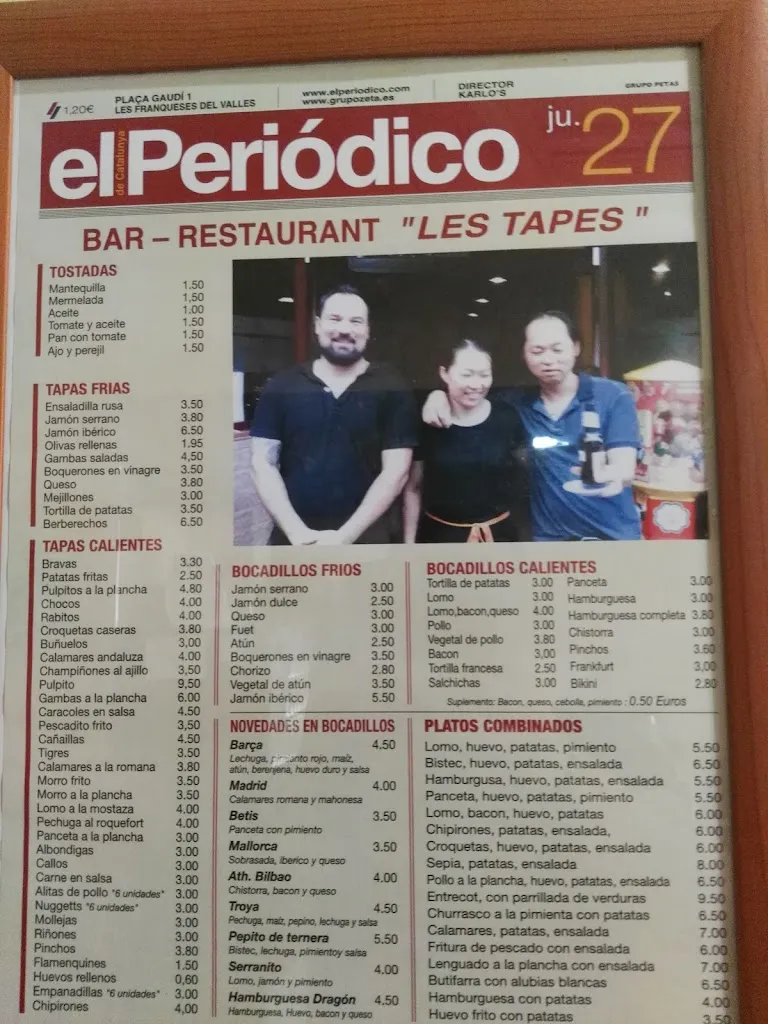 1,20€
PLAÇA GAUDÍ 1
LES FRANQUESES DEL VALLES
www.elperiodico.com
www.grupozeta.es
DIRECTOR
KARLO'S
GRUPO PETAS
el Periódico
de Catalunya
ju. 27
BAR – RESTAURANT "LES TAPES"
TOSTADAS
Mantequilla 1.50
Mermelada 1,50
Aceite 1.00
Tomate y aceite 1.50
Pan con tomate 1.50
Ajo y perejil 1.50
TAPAS FRIAS
Ensaladilla rusa 3.50
Jamón serrano 3.80
Jamón ibérico 6.50
Olivas rellenas 1.95
Gambas saladas 4,50
Boquerones en vinagre 3.50
Queso 3.80
Mejillones 3.00
Tortilla de patatas 3.50
Berberechos 6.50
TAPAS CALIENTES
Bravas 3.30
Patatas fritas 2.50
Pulpitos a la plancha 4.80
Chocos 4.00
Rabitos 4.00
Croquetas caseras 3.80
Buñuelos 3,00
Calamares andaluza 4.00
Champiñones al ajillo 3,50
Pulpito 9,50
Gambas a la plancha 6.00
Caracoles en salsa 4,50
Pescadito frito 3,50
Cañaillas 4.50
Tigres 3.50
Calamares a la romana 3.80
Morro frito 3.50
Morro a la plancha 3.50
Lomo a la mostaza 4.00
Pechuga al roquefort 4.00
Panceta a la plancha 3.00
Albondigas 3.00
Callos 3.00
Carne en salsa 3.00
Alitas de pollo "6 unidades" 3.00
Nuggetts "6 unidades" 3.00
Mollejas 3.00
Riñones 3.00
Pinchos 3.80
Flamenquines 1.50
Huevos rellenos 0,60
Empanadillas "6 unidades" 3.00
Chipirones 4,00
BOCADILLOS FRIOS
Jamón serrano 3.00
Jamón dulce 2.50
Queso 3.00
Fuet 3.00
Atún 2.50
Boquerones en vinagre 3.50
Chorizo 2.80
Vegetal de atún 3.50
Jamón ibérico 5.50
BOCADILLOS CALIENTES
Tortilla de patatas 3.00
Lomo 3.00
Lomo,bacon,queso 4.00
Pollo 3.00
Vegetal de pollo 3.80
Bacon 3,00
Tortilla francesa 2.50
Salchichas 3.00
Panceta 3.00
Hamburguesa 3.00
Hamburguesa completa 3.80
Chistorra 3.00
Pinchos 3.60
Frankfurt 3,00
Bikini 2.80
Suplemento: Bacon, queso, cebolla, pimiento : 0.50 Euros
NOVEDADES EN BOCADILLOS
Barça 4.50
Lechuga, pimiento rojo, maíz,
atún, berenjena, huevo duro y salsa
Madrid 4.00
Calamares romana y mahonesa
Betis 3.50
Panceta con pimiento
Mallorca 3.50
Sobrasada, iberico y queso
Ath. Bilbao 4.00
Chistorra, bacon y queso
Troya 4.50
Pechuga, maíz, pepino, lechuga y salsa
Pepito de ternera 5.50
Bistec, lechuga, pimientoy salsa
Serranito 4.00
Lomo, jamón y pimiento
Hamburguesa Dragón 4.50
Hamburguesa, Huevo, bacon y queso
PLATOS COMBINADOS
Lomo, huevo, patatas, pimiento 5.50
Bistec, huevo, patatas, ensalada 6.50
Hamburgusa, huevo, patatas, ensalada 5.50
Panceta, huevo, patatas, pimiento 5.50
Lomo, bacon, huevo, patatas 6.00
Chipirones, patatas, ensalada, 6.00
Croquetas, huevo, patatas, ensalada 6.00
Sepia, patatas, ensalada 8.00
Pollo a la plancha, huevo, patatas, ensalada 6.50
Entrecot, con parrillada de verduras 9.50
Churrasco a la pimienta con patatas 6.50
Calamares, patatas, ensalada 7.00
Fritura de pescado con ensalada 6.00
Lenguado a la plancha con ensalada 7.00
Butifarra con alubias blancas 6.50
Hamburguesa con patatas 4.00
Huevo frito con patatas 3.50